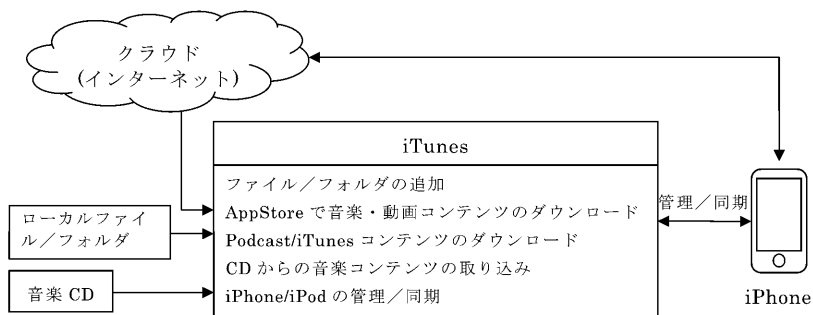 クラウド
(インターネット)
iTunes
ファイル／フォルダの追加
AppStore で音楽・動画コンテンツのダウンロード
Podcast/iTunes コンテンツのダウンロード
CD からの音楽コンテンツの取り込み
iPhone/iPod の管理／同期
ローカルファイ
ル／フォルダ
音楽 CD
管理／同期
iPhone